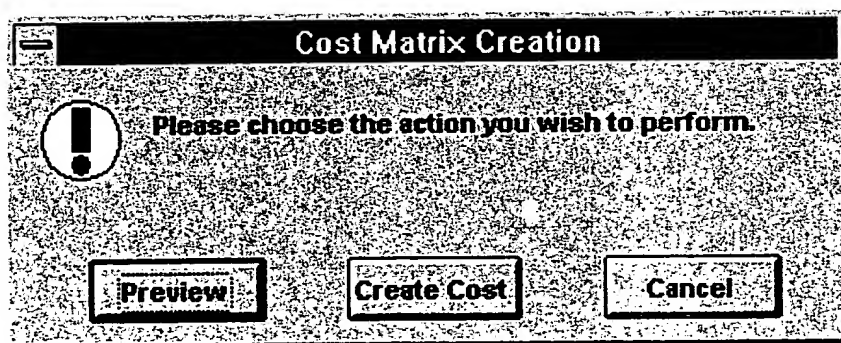 Cost Matrix Creation
Please choose the action you wish to perform.
Preview Create Cost Cancel